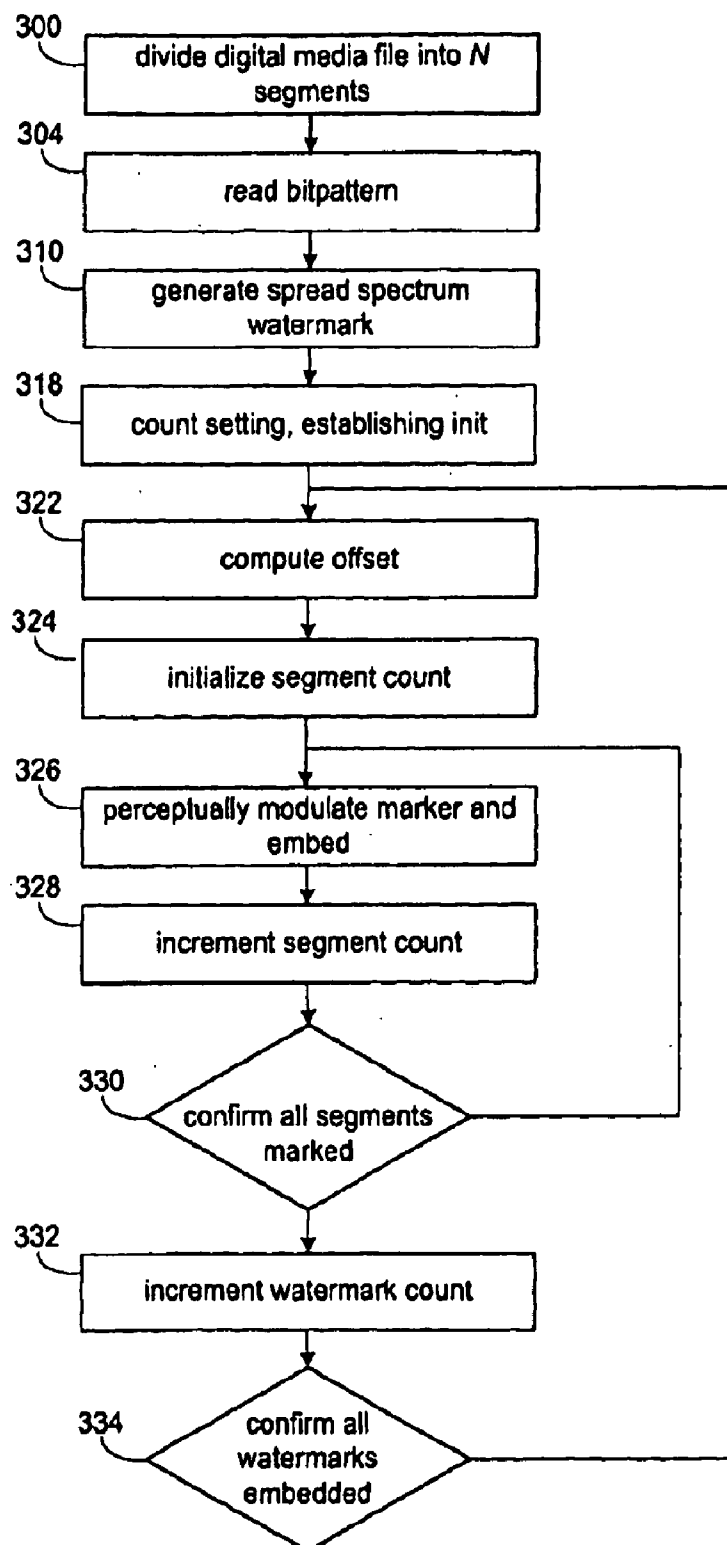 300
divide digital media file into N
segments
304
read bitpattern
310
generate spread spectrum
watermark
318
count setting, establishing init
322
compute offset
324
initialize segment count
326
perceptually modulate marker and
embed
328
increment segment count
330
confirm all segments
marked
332
increment watermark count
334
confirm all
watermarks
embedded